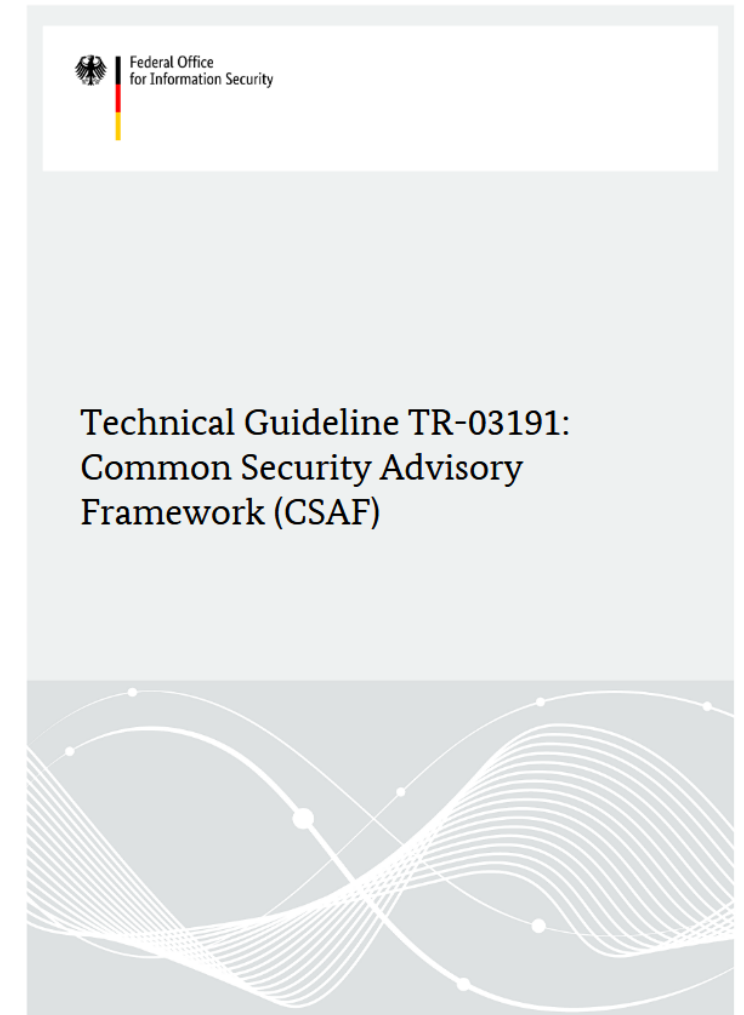 Federal Office
for Information Security
Technical Guideline TR-03191:
Common Security Advisory
Framework (CSAF)